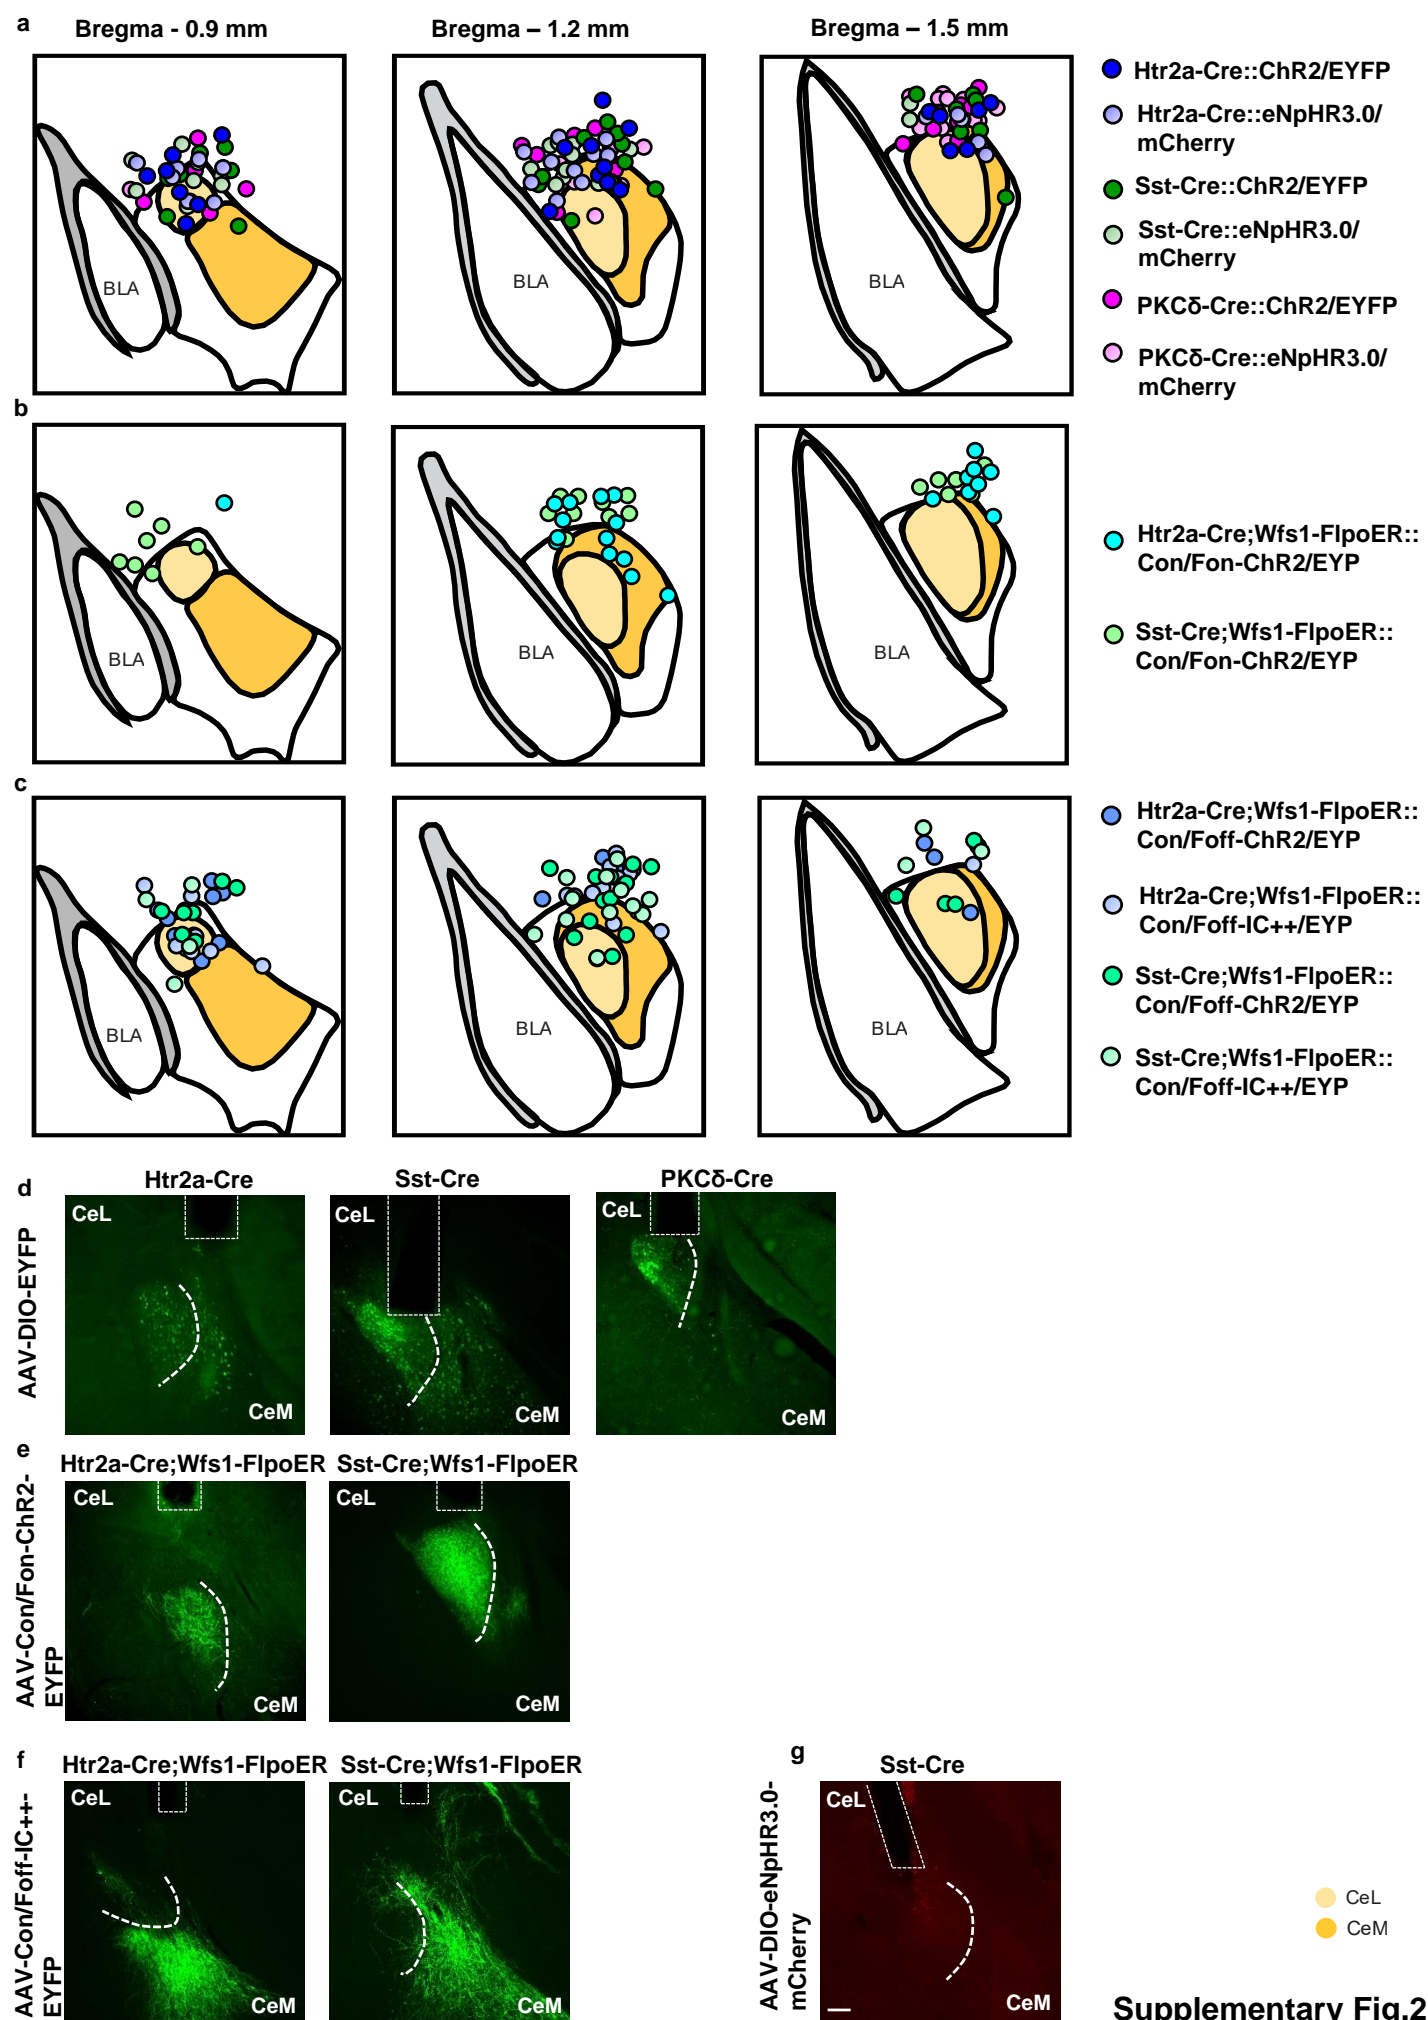 a
Bregma - 0.9 mm
Bregma – 1.2 mm
Bregma – 1.5 mm
BLA
BLA
BLA
Htr2a-Cre::ChR2/EYFP
Htr2a-Cre::eNpHR3.0/
mCherry
Sst-Cre::ChR2/EYFP
Sst-Cre::eNpHR3.0/
mCherry
PKCδ-Cre::ChR2/EYFP
PKCδ-Cre::eNpHR3.0/
mCherry
b
BLA
BLA
BLA
Htr2a-Cre;Wfs1-FlpoER::
Con/Fon-ChR2/EYP
Sst-Cre;Wfs1-FlpoER::
Con/Fon-ChR2/EYP
c
BLA
BLA
BLA
Htr2a-Cre;Wfs1-FlpoER::
Con/Foff-ChR2/EYP
Htr2a-Cre;Wfs1-FlpoER::
Con/Foff-IC++/EYP
Sst-Cre;Wfs1-FlpoER::
Con/Foff-ChR2/EYP
Sst-Cre;Wfs1-FlpoER::
Con/Foff-IC++/EYP
d
Htr2a-Cre
Sst-Cre
PKCδ-Cre
AAV-DIO-EYFP
CeL
CeM
CeL
CeM
CeL
CeM
e
Htr2a-Cre;Wfs1-FlpoER
Sst-Cre;Wfs1-FlpoER
AAV-Con/Fon-ChR2-
EYFP
CeL
CeM
CeL
CeM
f
Htr2a-Cre;Wfs1-FlpoER
Sst-Cre;Wfs1-FlpoER
AAV-Con/Foff-IC++-
EYFP
CeL
CeM
CeL
CeM
g
Sst-Cre
AAV-DIO-eNpHR3.0-
mCherry
CeL
CeM
CeL
CeM
Supplementary Fig.2